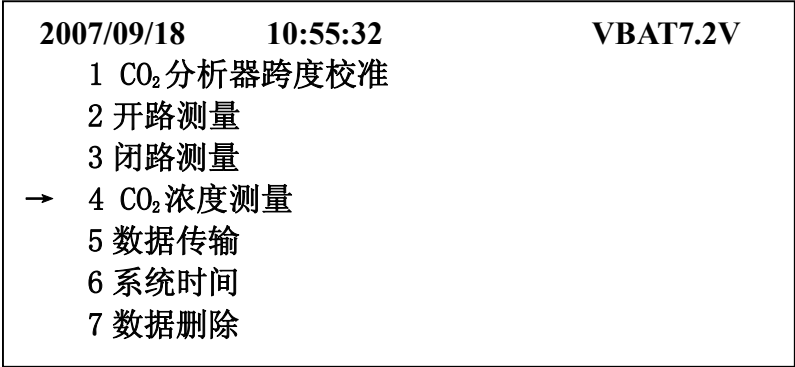 2007/09/18 10:55:32 VBAT7.2V
1 CO₂分析器跨度校准
2 开路测量
3 闭路测量
→ 4 CO₂浓度测量
5 数据传输
6 系统时间
7 数据删除